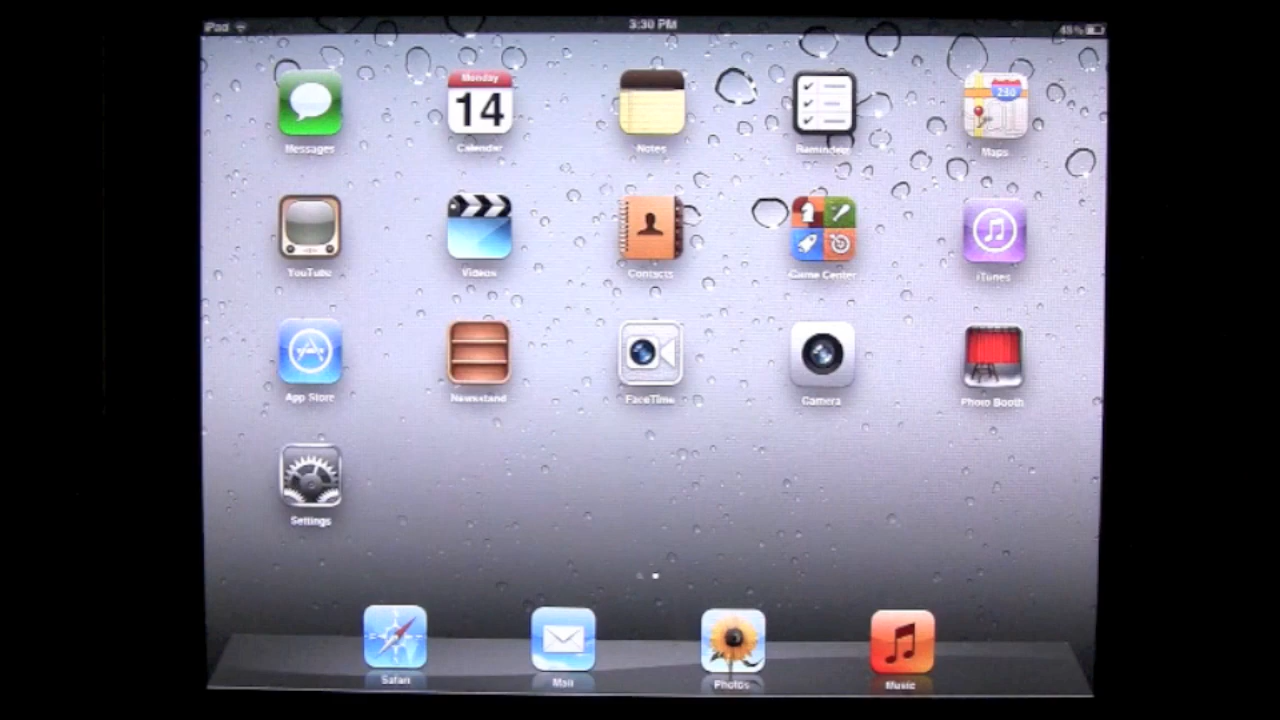 iPad 3:30 PM 48%
Monday
14
280
Messages Calendar Notes Reminders Maps
YouTube Videos Contacts Game Center iTunes
App Store Newsstand FaceTime Camera Photo Booth
Settings
Safari Mail Photos Music